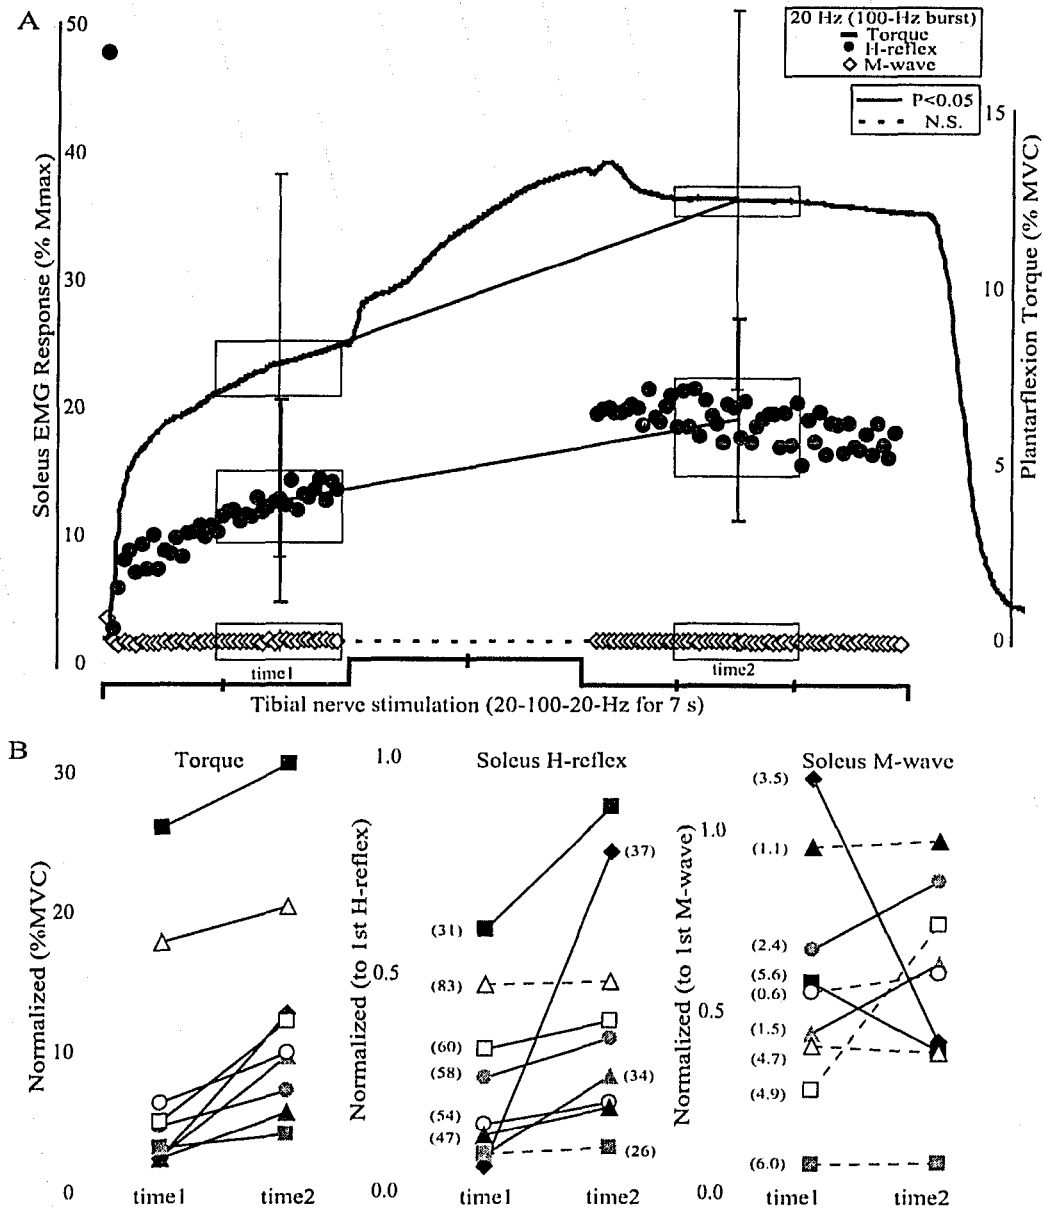 A
20 Hz (100-Hz burst)
Torque
H-reflex
M-wave
P<0.05
N.S.
Soleus EMG Response (% Mmax)
50
40
30
20
10
0
Plantarflexion Torque (% MVC)
15
10
5
0
time1
time2
Tibial nerve stimulation (20-100-20-Hz for 7 s)
B
Torque
Normalized (%MVC)
30
20
10
0
time1 time2
Soleus H-reflex
Normalized (to 1st H-reflex)
1.0
0.5
0.0
(31)
(83)
(60)
(58)
(54)
(47)
(37)
(34)
(26)
time1 time2
Soleus M-wave
Normalized (to 1st M-wave)
1.0
0.5
0.0
(3.5)
(1.1)
(2.4)
(5.6)
(0.6)
(1.5)
(4.7)
(4.9)
(6.0)
time1 time2